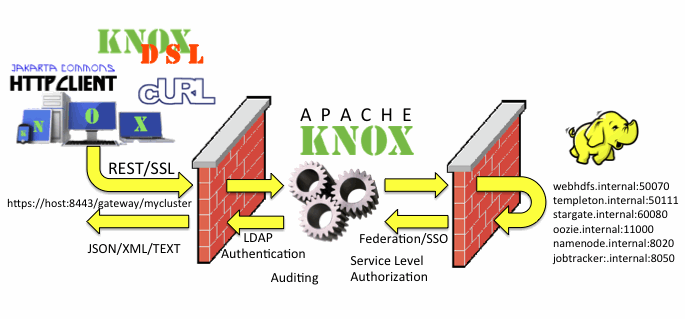 KNOX
DSL
JAKARTA COMMONS
HTTPCLIENT
cURL
K N O X
REST/SSL
https://host:8443/gateway/mycluster
JSON/XML/TEXT
APACHE
KNOX
LDAP
Authentication
Auditing
Federation/SSO
Service Level
Authorization
webhdfs.internal:50070
templeton.internal:50111
stargate.internal:60080
oozie.internal:11000
namenode.internal:8020
jobtracker:.internal:8050